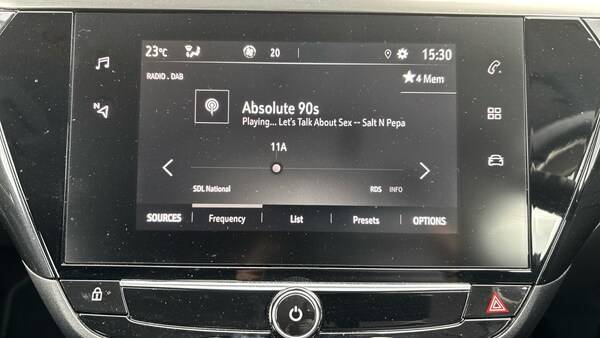 23°C 20 15:30
RADIO . DAB
4 Mem
Absolute 90s
Playing... Let's Talk About Sex -- Salt N Pepa
11A
SDL National RDS INFO
SOURCES Frequency List Presets OPTIONS
N